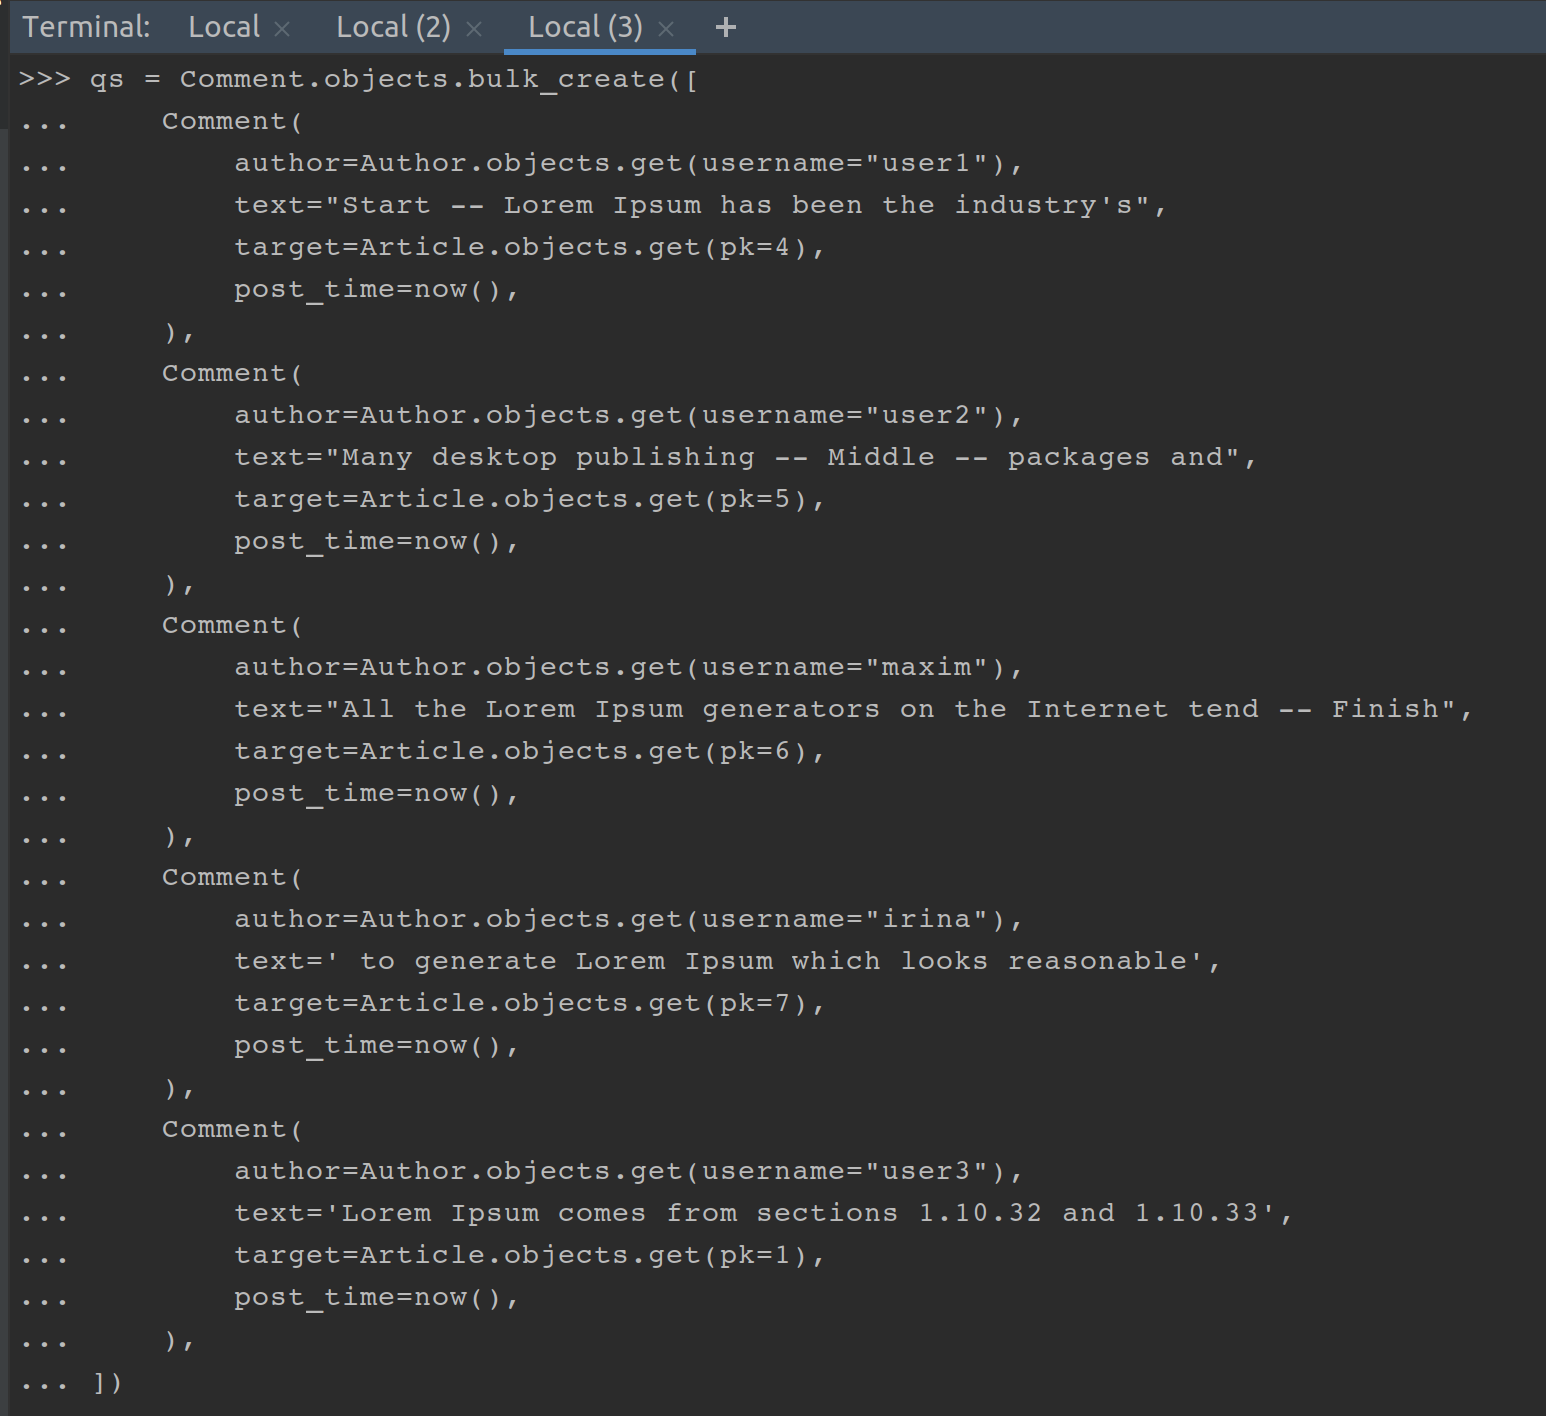 Terminal: Local × Local (2) × Local (3) × +
>>> qs = Comment.objects.bulk_create([
...     Comment(
...         author=Author.objects.get(username="user1"),
...         text="Start -- Lorem Ipsum has been the industry's",
...         target=Article.objects.get(pk=4),
...         post_time=now(),
...     ),
...     Comment(
...         author=Author.objects.get(username="user2"),
...         text="Many desktop publishing -- Middle -- packages and",
...         target=Article.objects.get(pk=5),
...         post_time=now(),
...     ),
...     Comment(
...         author=Author.objects.get(username="maxim"),
...         text="All the Lorem Ipsum generators on the Internet tend -- Finish",
...         target=Article.objects.get(pk=6),
...         post_time=now(),
...     ),
...     Comment(
...         author=Author.objects.get(username="irina"),
...         text=' to generate Lorem Ipsum which looks reasonable',
...         target=Article.objects.get(pk=7),
...         post_time=now(),
...     ),
...     Comment(
...         author=Author.objects.get(username="user3"),
...         text='Lorem Ipsum comes from sections 1.10.32 and 1.10.33',
...         target=Article.objects.get(pk=1),
...         post_time=now(),
...     ),
... ])